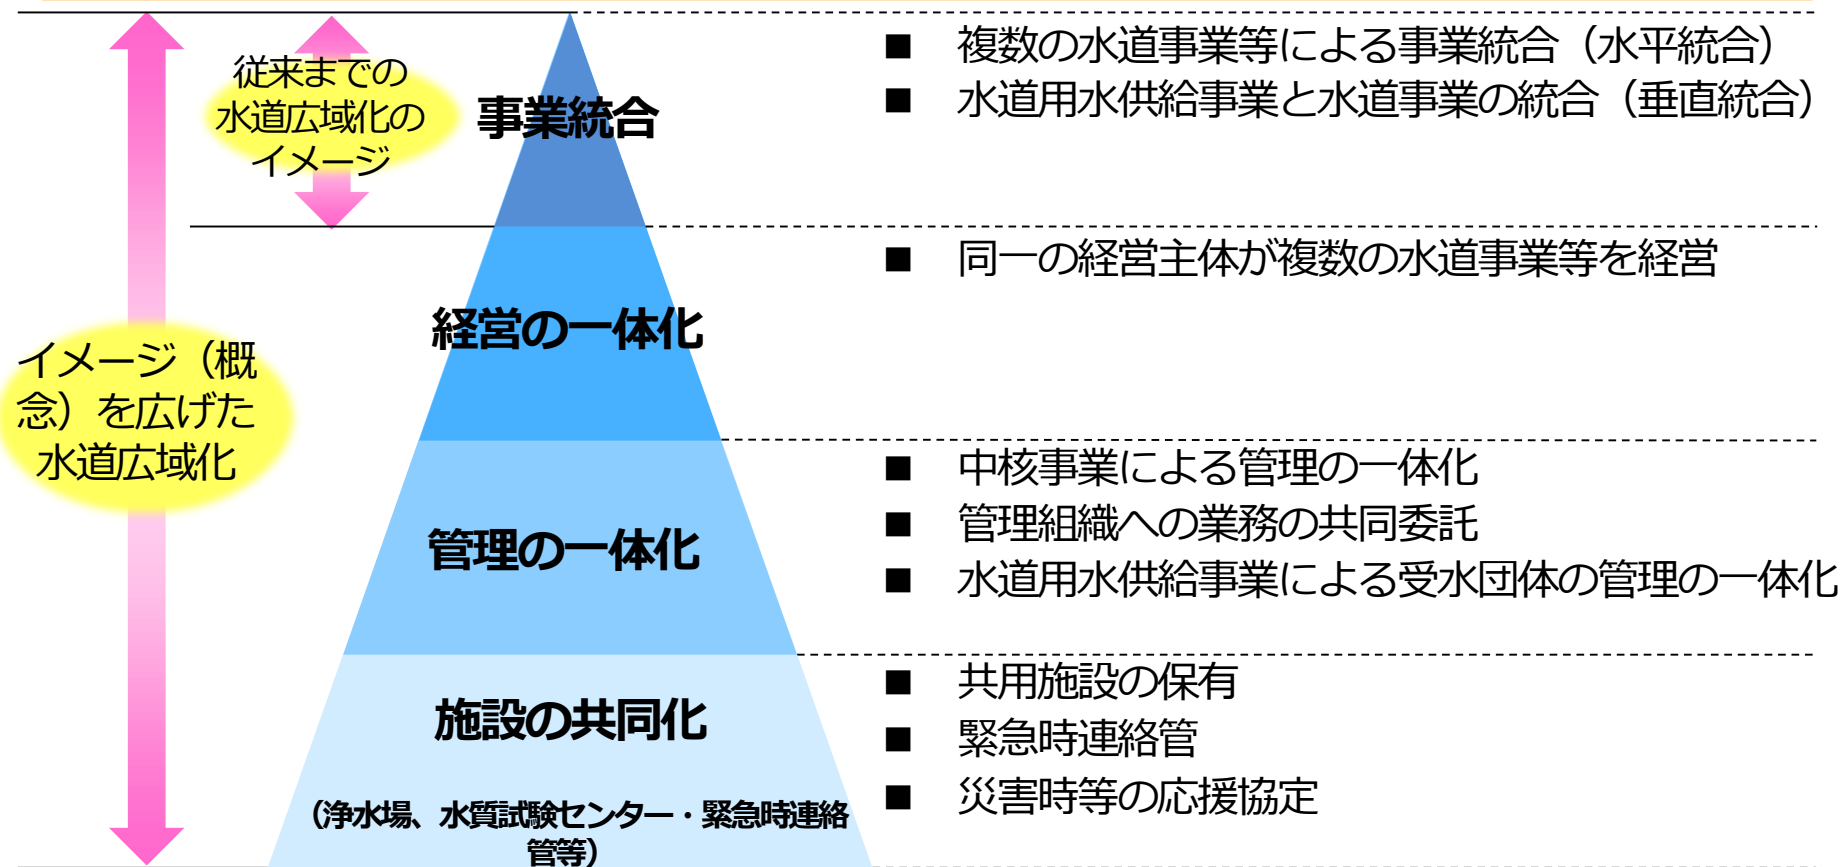 従来までの
水道広域化の
イメージ
イメージ（概
念）を広げた
水道広域化
事業統合
■ 複数の水道事業等による事業統合（水平統合）
■ 水道用水供給事業と水道事業の統合（垂直統合）
経営の一体化
■ 同一の経営主体が複数の水道事業等を経営
管理の一体化
■ 中核事業による管理の一体化
■ 管理組織への業務の共同委託
■ 水道用水供給事業による受水団体の管理の一体化
施設の共同化
（浄水場、水質試験センター・緊急時連絡
管等）
■ 共用施設の保有
■ 緊急時連絡管
■ 災害時等の応援協定